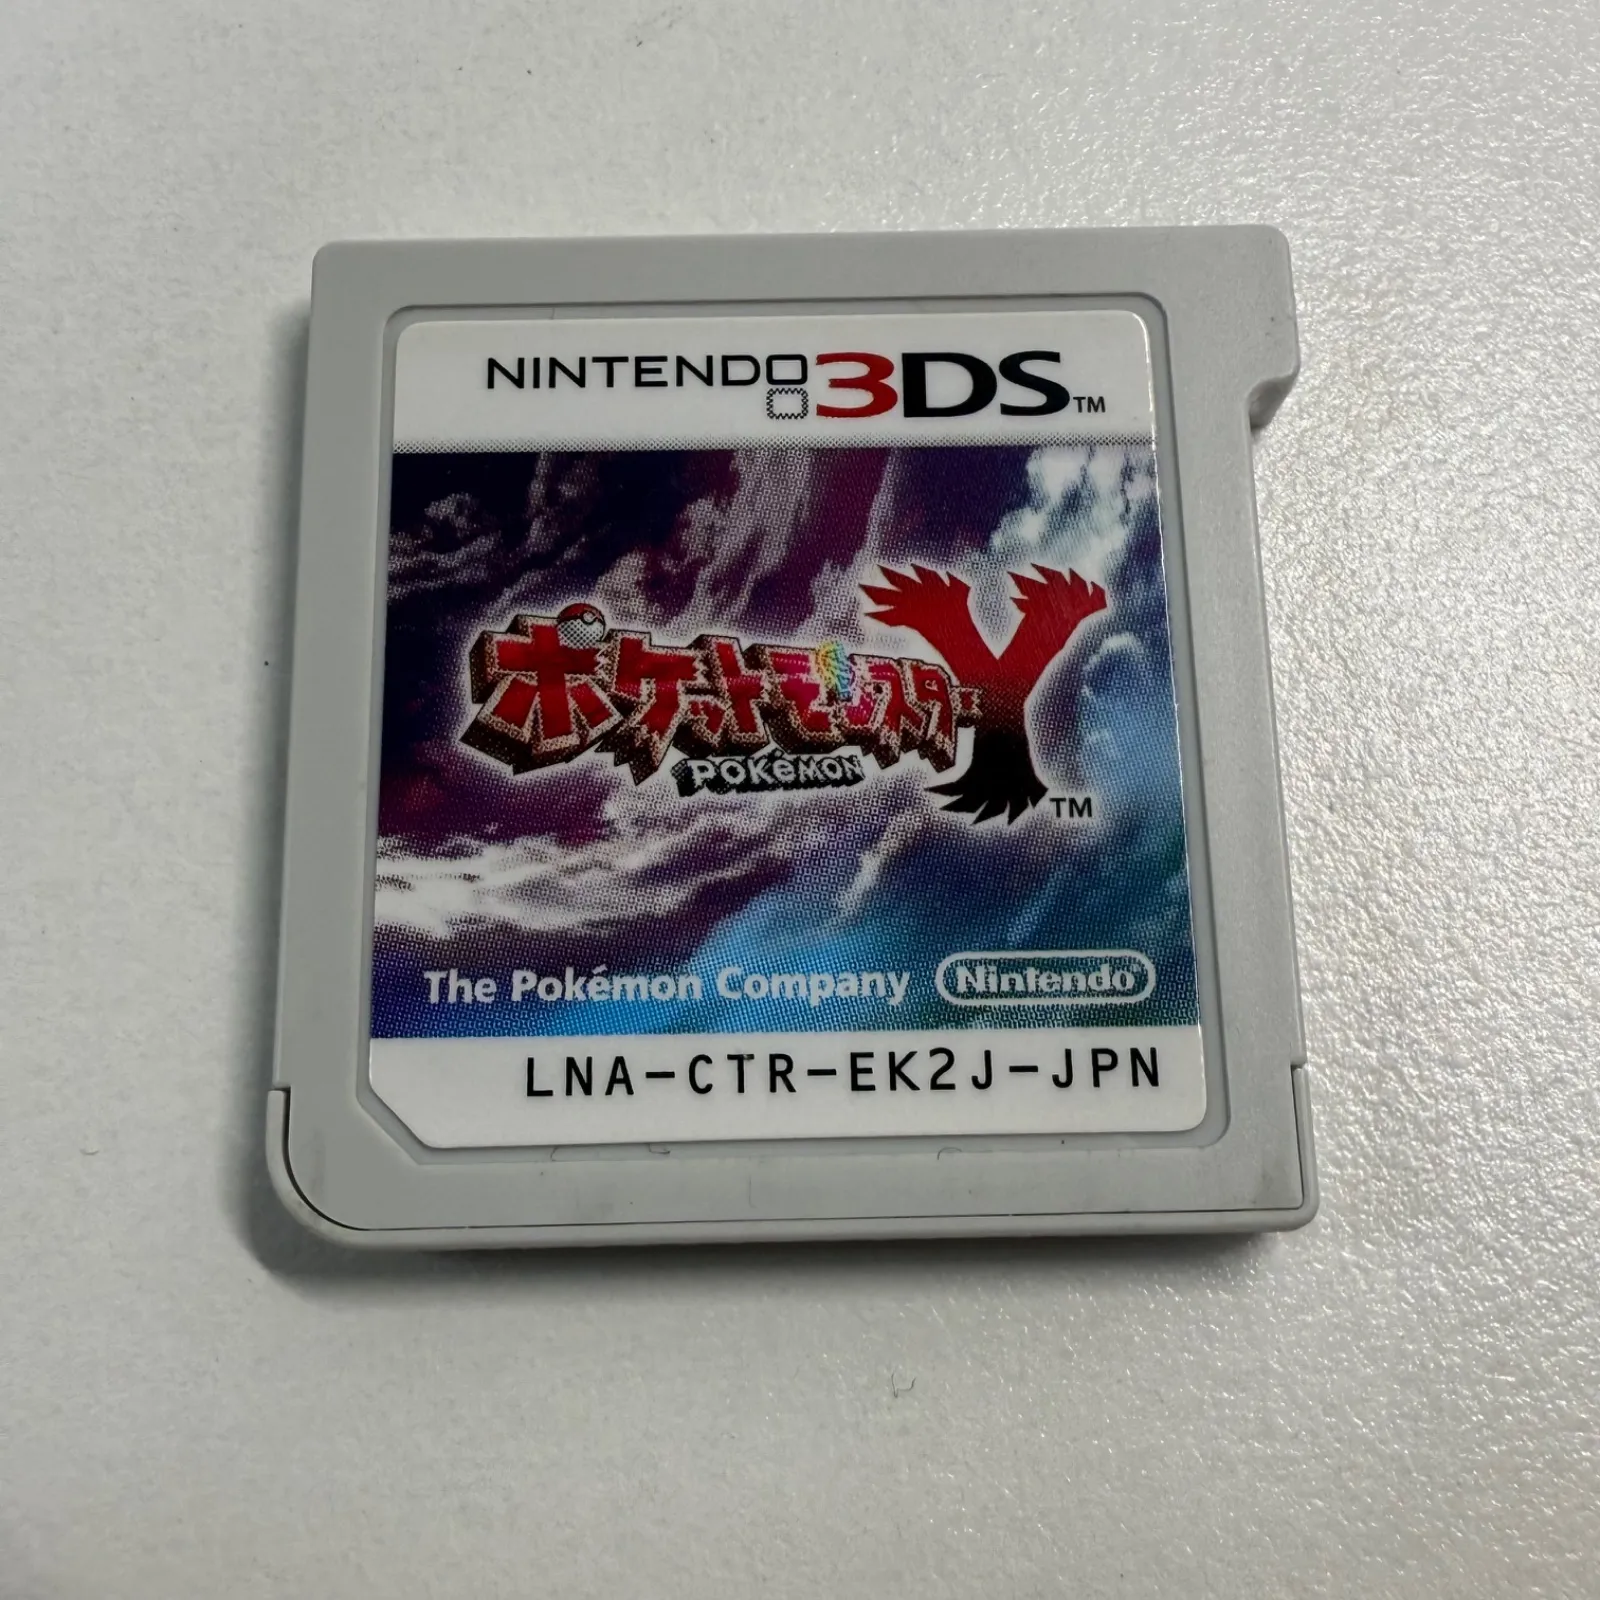 NINTENDO 3DS™
ポケットモンスター Y
POKéMON ™
The Pokémon Company Nintendo
LNA-CTR-EK2J-JPN